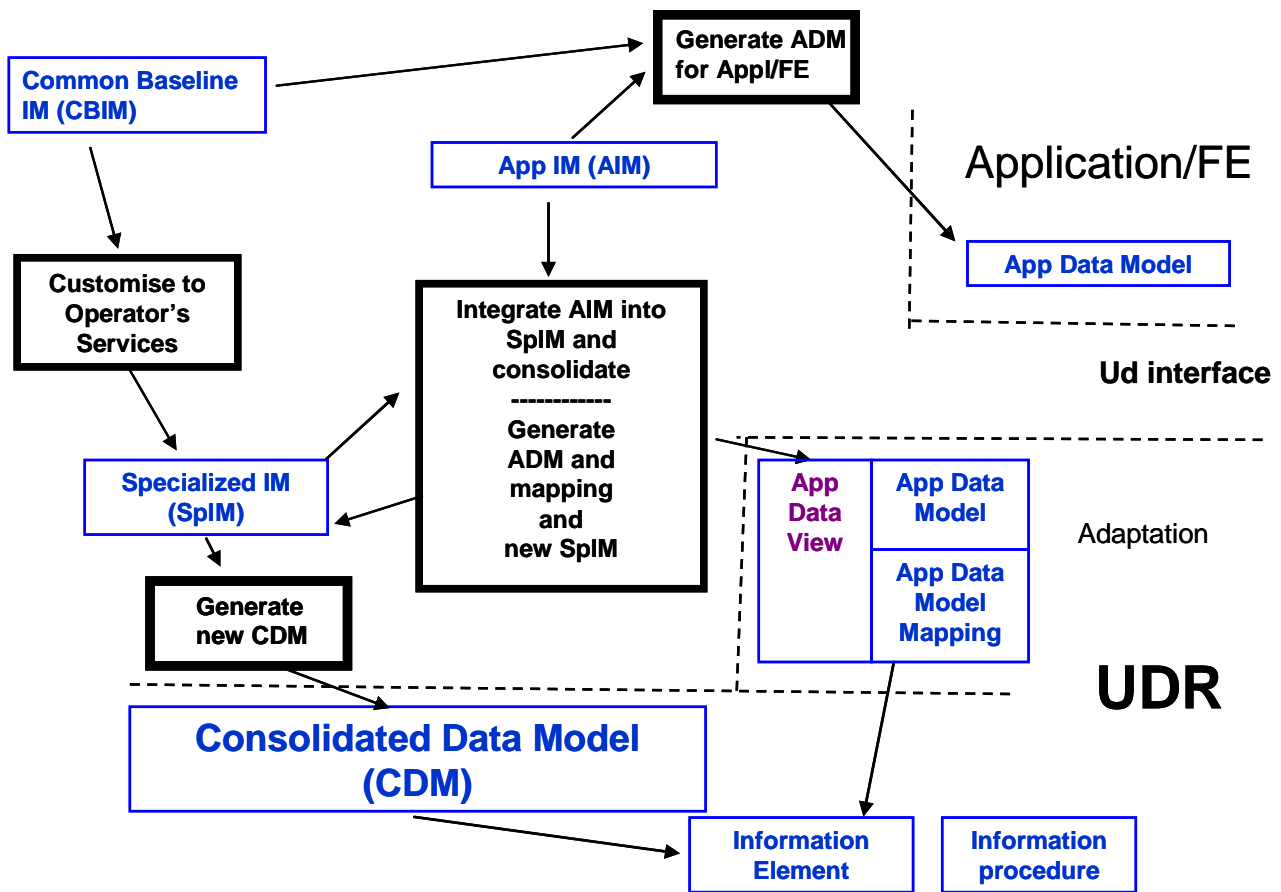 Generate ADM
for Appl/FE
Common Baseline
IM (CBIM)
App IM (AIM)
Application/FE
App Data Model
Customise to
Operator’s
Services
Integrate AIM into
SpIM and
consolidate
------------
Generate
ADM and
mapping
and
new SpIM
Ud interface
Specialized IM
(SpIM)
App
Data
View
App Data
Model
App Data
Model
Mapping
Adaptation
Generate
new CDM
UDR
Consolidated Data Model
(CDM)
Information
Element
Information
procedure